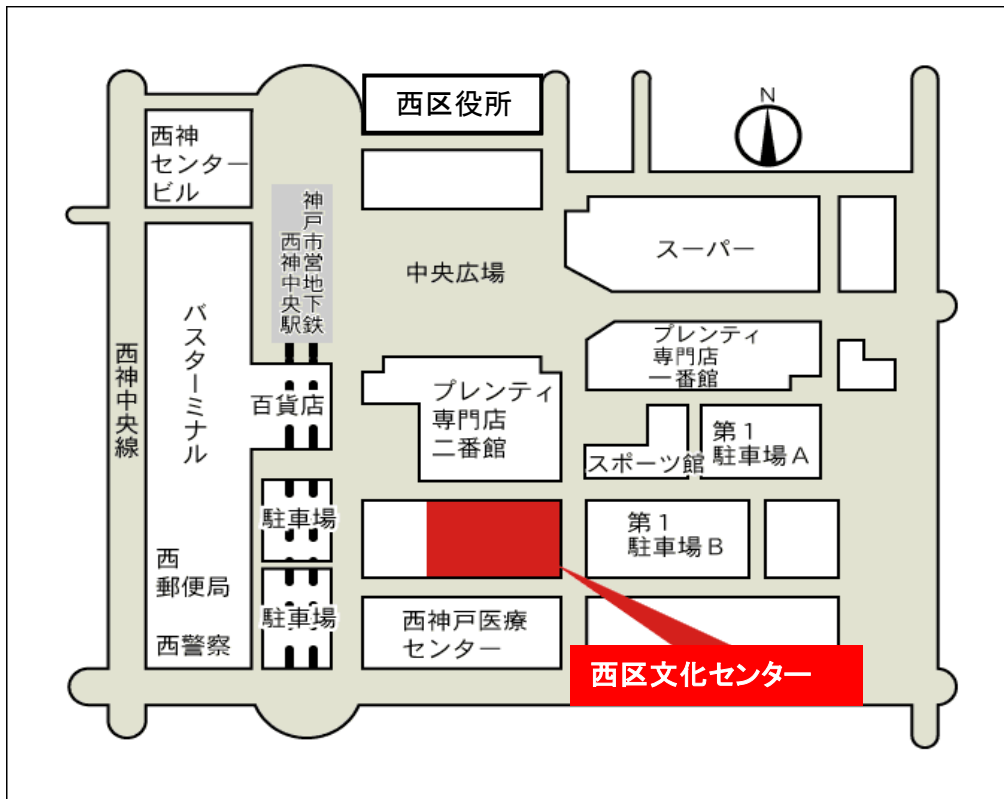 西区役所
N
西神
センター
ビル
神戸市営地下鉄
西神中央駅
中央広場
スーパー
バスターミナル
西神中央線
百貨店
プレンティ
専門店
一番館
プレンティ
専門店
二番館
スポーツ館
第1
駐車場A
駐車場
第1
駐車場B
西
郵便局
西警察
駐車場
西神戸医療
センター
西区文化センター